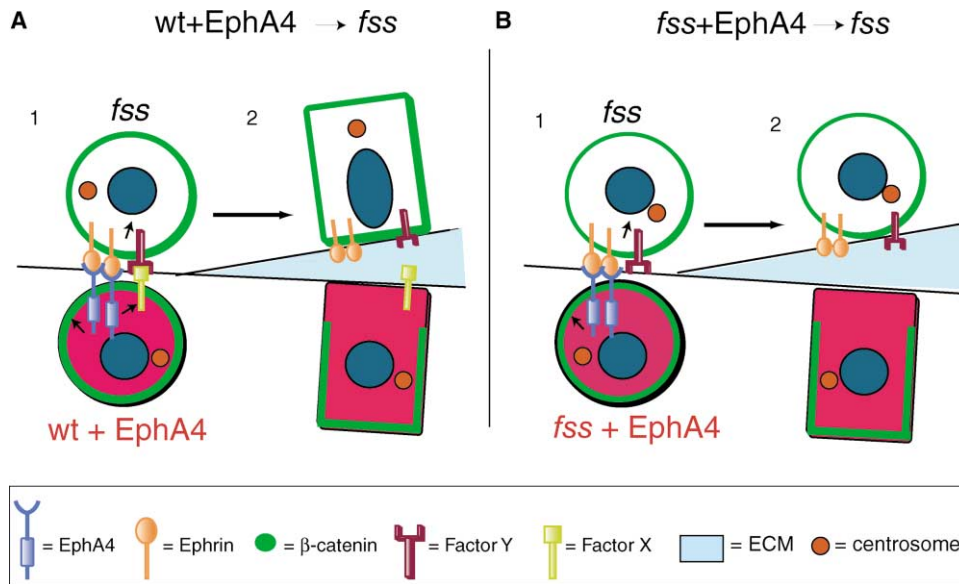 A wt+EphA4 → fss
1 fss 2
wt + EphA4
B fss+EphA4 → fss
1 fss 2
fss + EphA4
= EphA4 = Ephrin = β-catenin = Factor Y = Factor X = ECM = centrosome